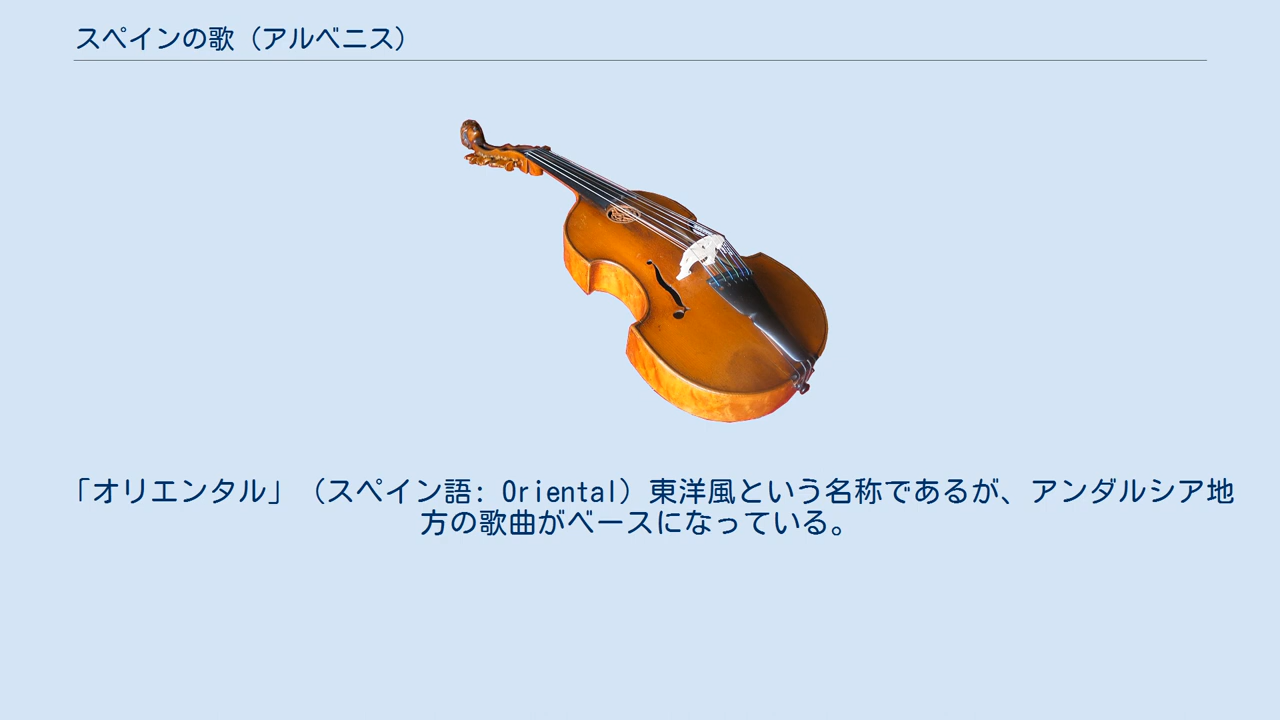 スペインの歌（アルベニス）
「オリエンタル」（スペイン語: Oriental）東洋風という名称であるが、アンダルシア地
方の歌曲がベースになっている。